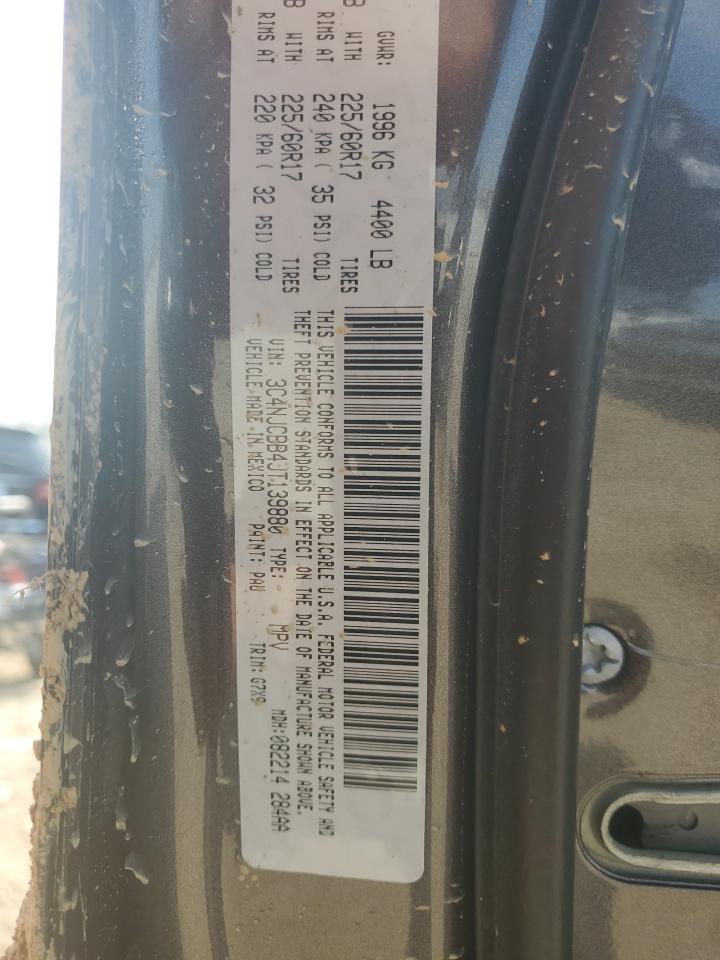 GVWR: 1996 KG 4400 LB
B WITH 225/60R17 TIRES
RIMS AT 240 KPA ( 35 PSI) COLD
B WITH 225/60R17 TIRES
RIMS AT 220 KPA ( 32 PSI) COLD
THIS VEHICLE CONFORMS TO ALL APPLICABLE U.S.A. FEDERAL MOTOR VEHICLE SAFETY AND
THEFT PREVENTION STANDARDS IN EFFECT ON THE DATE OF MANUFACTURE SHOWN ABOVE.
VIN: 3C4NJCBB4JT139880 TYPE: MPV MDH:082214 284AA
VEHICLE MADE IN MEXICO PAINT: PAU TRIM: G7X9